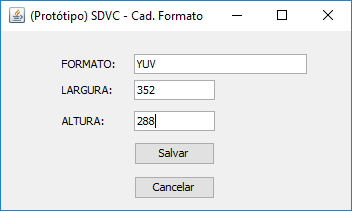 (Protótipo) SDVC - Cad. Formato
FORMATO: YUV
LARGURA: 352
ALTURA: 288
Salvar
Cancelar